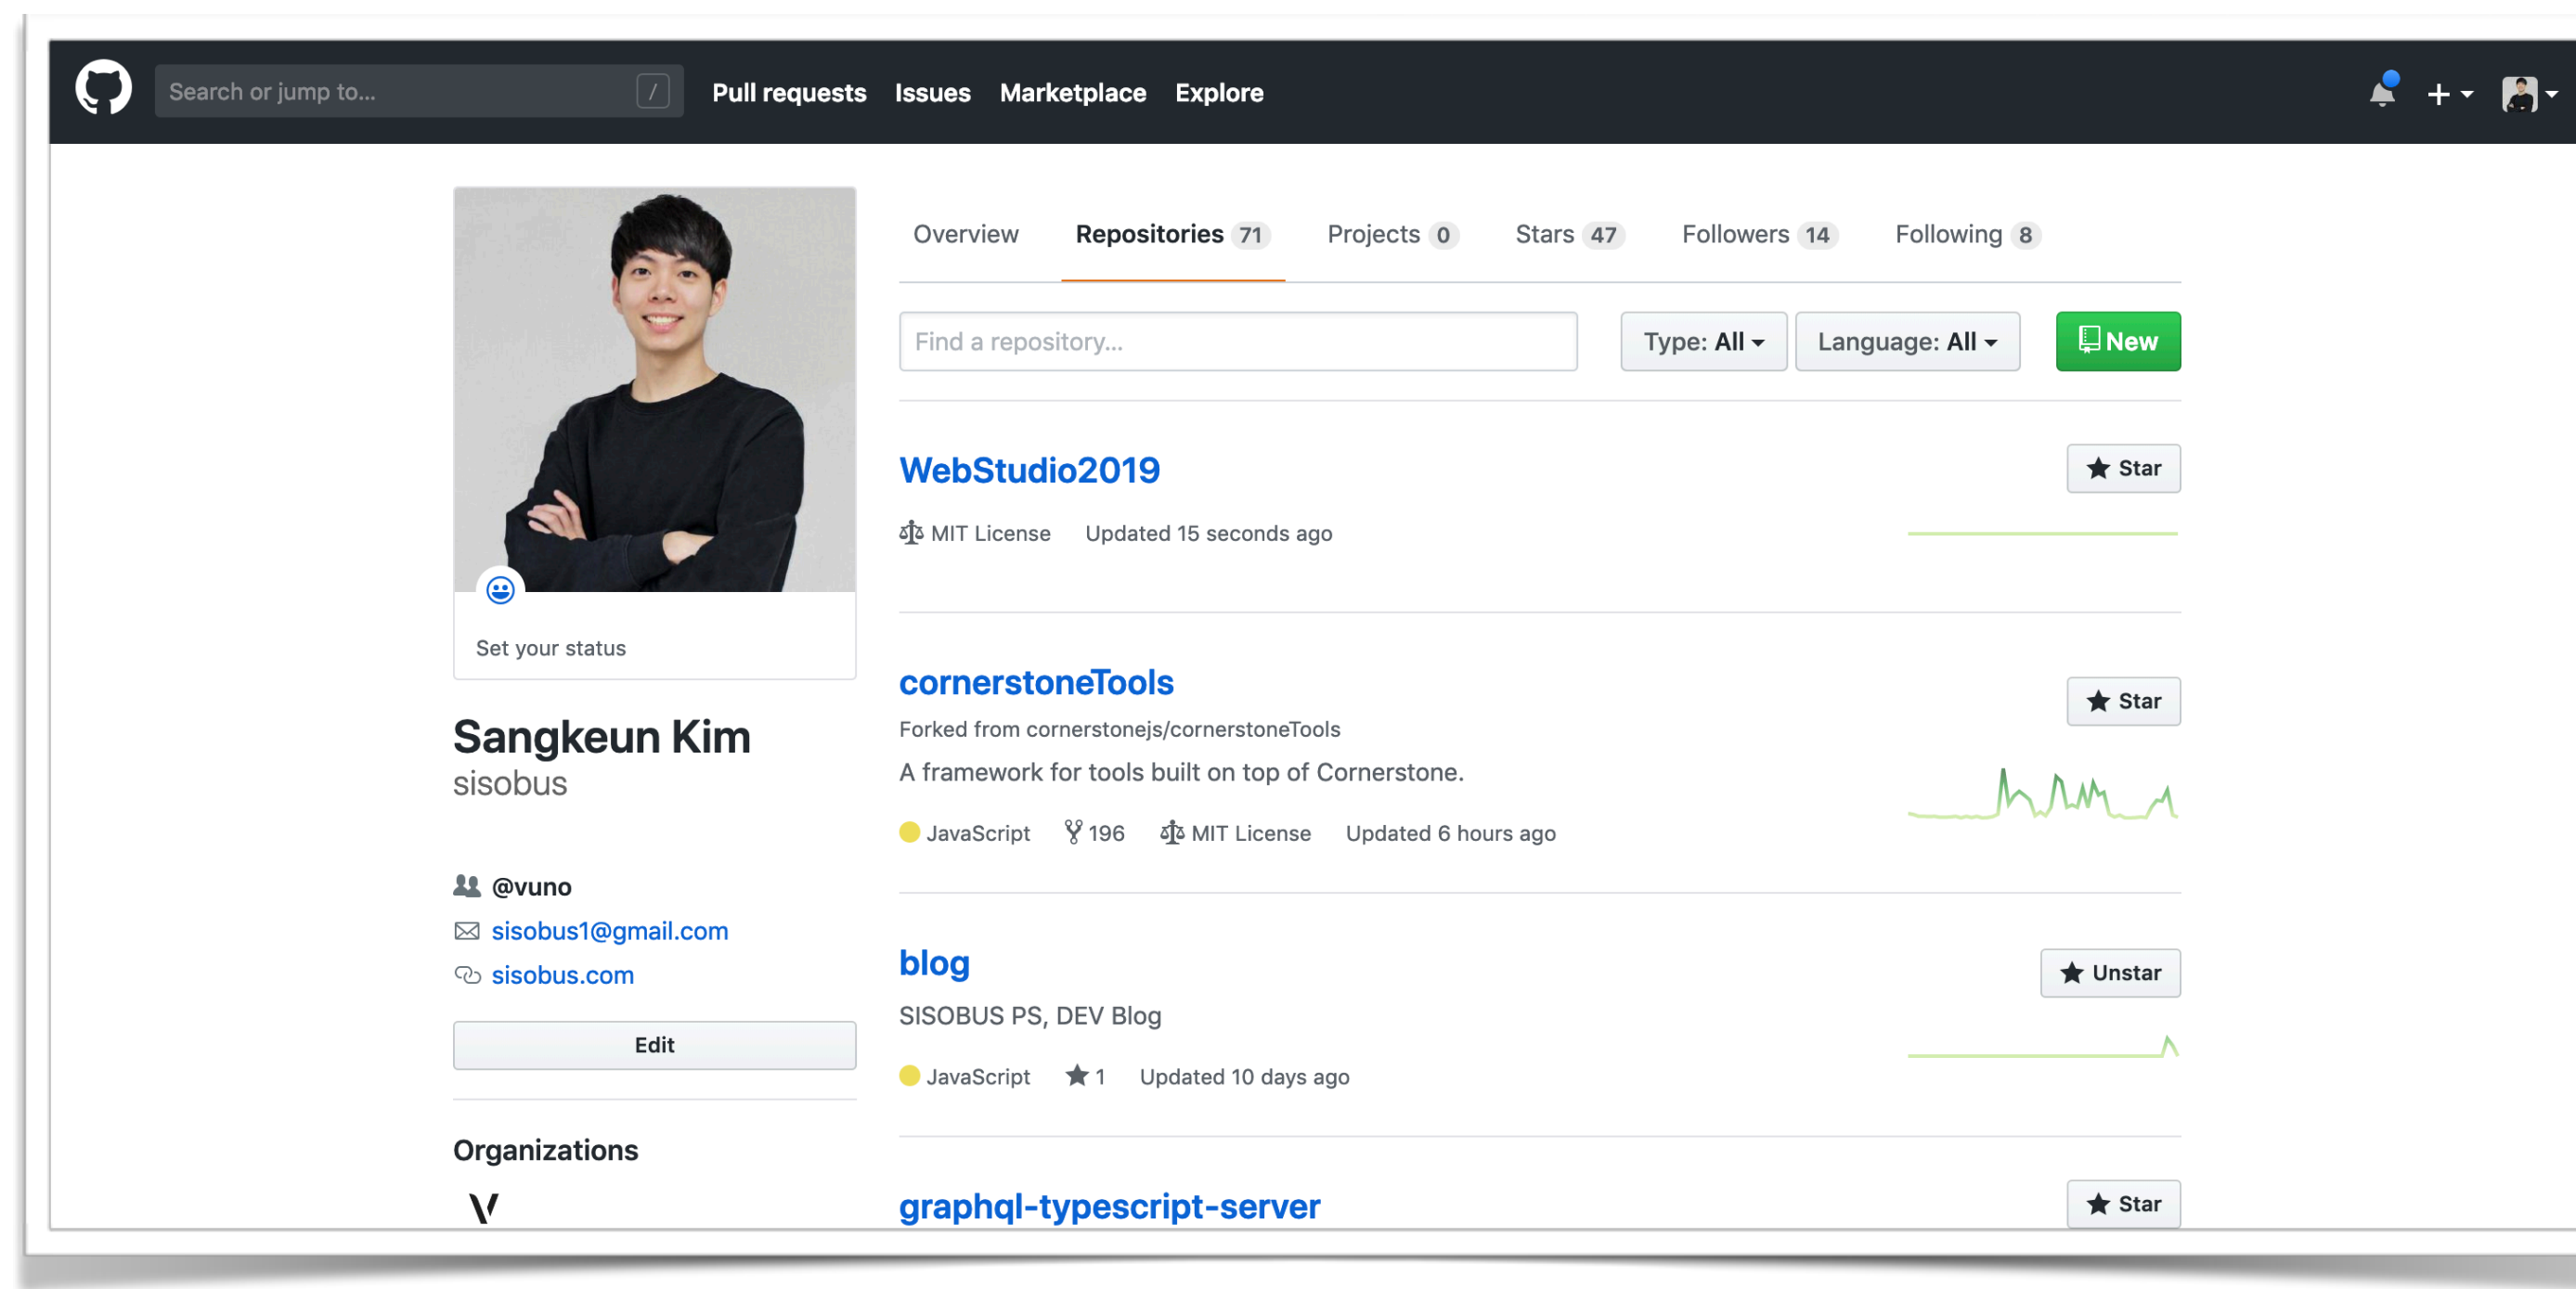 Search or jump to... / Pull requests Issues Marketplace Explore
Overview Repositories 71 Projects 0 Stars 47 Followers 14 Following 8
Find a repository... Type: All Language: All New
Set your status
Sangkeun Kim
sisobus
@vuno
sisobus1@gmail.com
sisobus.com
Edit
Organizations
WebStudio2019 Star
MIT License Updated 15 seconds ago
cornerstoneTools Star
Forked from cornerstonejs/cornerstoneTools
A framework for tools built on top of Cornerstone.
JavaScript 196 MIT License Updated 6 hours ago
blog Unstar
SISOBUS PS, DEV Blog
JavaScript 1 Updated 10 days ago
graphql-typescript-server Star